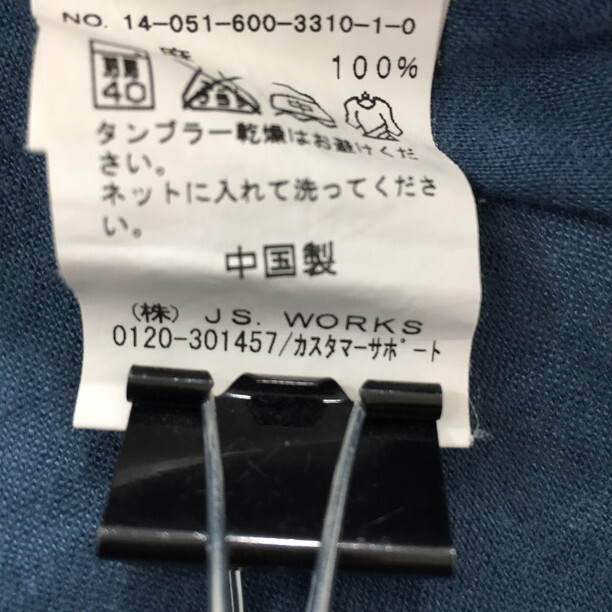 NO. 14-051-600-3310-1-0
100%
40
タンブラー乾燥はお避けくだ
さい。
ネットに入れて洗ってくださ
い。
中国製
(株) JS. WORKS
0120-301457/カスタマーサポート